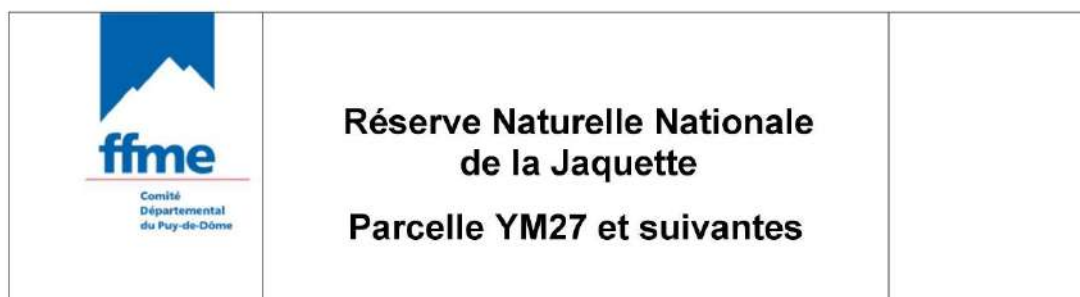 ffme
Comité
Départemental
du Puy-de-Dôme
Réserve Naturelle Nationale
de la Jaquette
Parcelle YM27 et suivantes